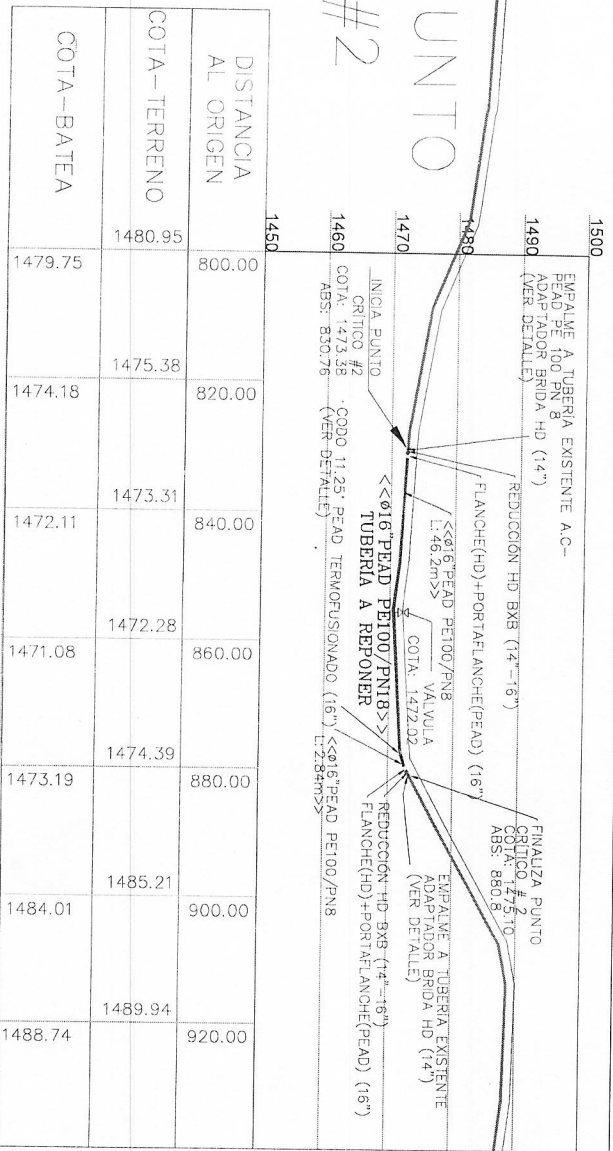 UNTO
#2
1500
1490
1480
1470
1460
1450
EMPALME A TUBERÍA EXISTENTE A.C-
PEAD PE 100 PN 8
ADAPTADOR BRIDA HD (14")
(VER DETALLE)
REDUCCIÓN HD BXB (14"-16")
FLANCHE(HD)+PORTAFLANCHE(PEAD) (16")
<<ø16"PEAD PE100/PN8
L:46.2m>>
VÁLVULA
COTA: 1472.02
INICIA PUNTO
CRÍTICO #2
COTA: 1473.38
ABS: 830.76
<<ø16"PEAD PE100/PN18>>
TUBERÍA A REPONER
CODO 11.25° PEAD TERMOFUSIONADO (16")
(VER DETALLE)
<<ø16"PEAD PE100/PN8
L:2.84m>>
FINALIZA PUNTO
CRÍTICO # 2
COTA: 1475.10
ABS: 880.8
EMPALME A TUBERÍA EXISTENTE
ADAPTADOR BRIDA HD (14")
(VER DETALLE)
REDUCCIÓN HD BXB (14"-16")
FLANCHE(HD)+PORTAFLANCHE(PEAD) (16")
DISTANCIA
AL ORIGEN
800.00 820.00 840.00 860.00 880.00 900.00 920.00
COTA-TERRENO
1480.95 1475.38 1473.31 1472.28 1474.39 1485.21 1489.94
COTA-BATEA
1479.75 1474.18 1472.11 1471.08 1473.19 1484.01 1488.74